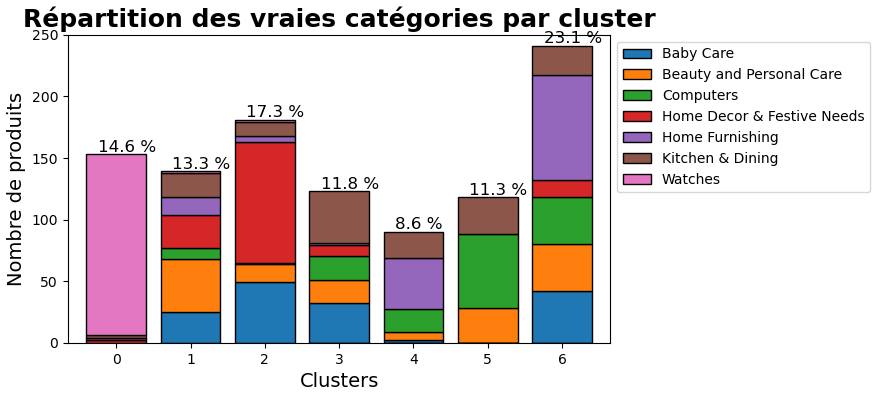 Répartition des vraies catégories par cluster
Nombre de produits
250
200
150
100
50
0
14.6 %
13.3 %
17.3 %
11.8 %
8.6 %
11.3 %
23.1 %
0 1 2 3 4 5 6
Clusters
Baby Care
Beauty and Personal Care
Computers
Home Decor & Festive Needs
Home Furnishing
Kitchen & Dining
Watches